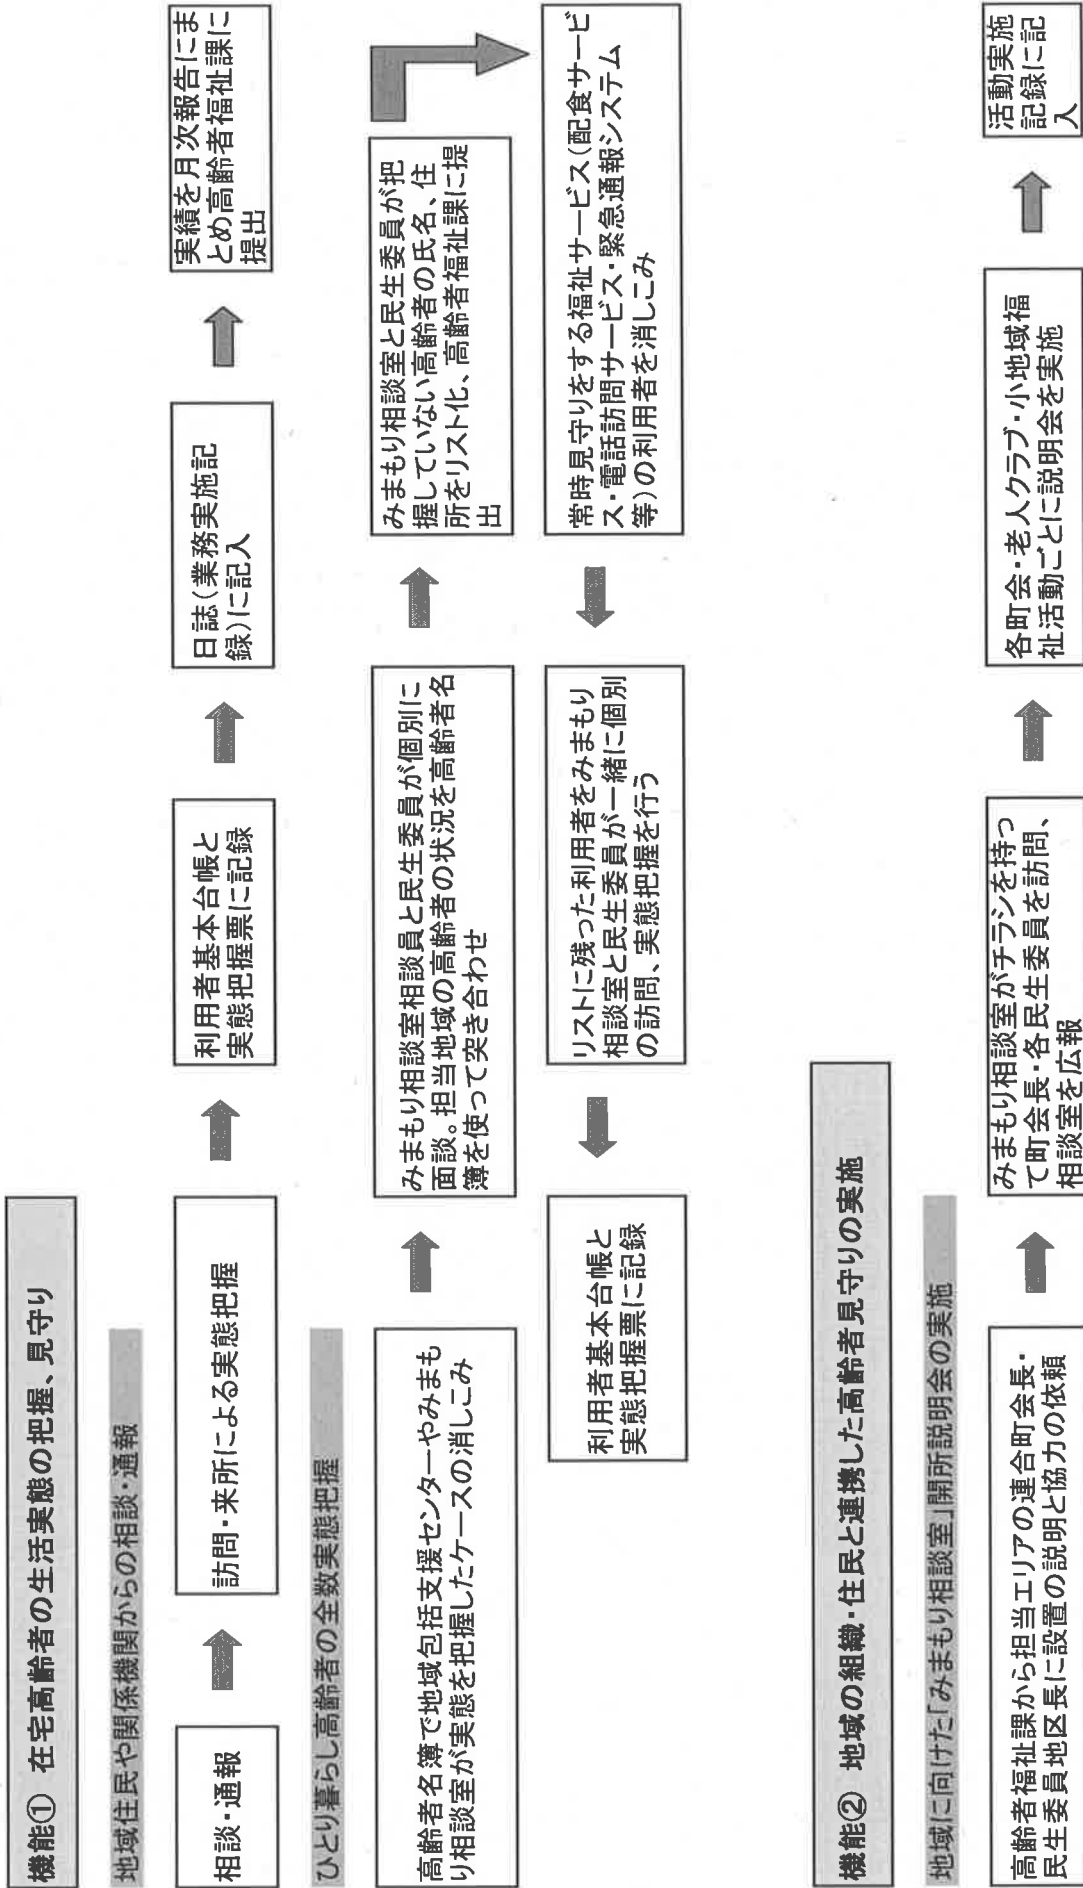 機能① 在宅高齢者の生活実態の把握、見守り
地域住民や関係機関からの相談・通報
相談・通報
訪問・来所による実態把握
利用者基本台帳と
実態把握票に記録
日誌(業務実施記
録)に記入
実績を月次報告にま
とめ高齢者福祉課に
提出
ひとり暮らし高齢者の全数実態把握
高齢者名簿で地域包括支援センターやみまも
り相談室が実態を把握したケースの消しこみ
みまもり相談室相談員と民生委員が個別に
面談。担当地域の高齢者の状況を高齢者名
簿を使って突き合わせ
みまもり相談室と民生委員が把
握していない高齢者の氏名、住
所をリスト化、高齢者福祉課に提
出
常時見守りをする福祉サービス(配食サービ
ス・電話訪問サービス・緊急通報システム
等)の利用者を消しこみ
リストに残った利用者をみまもり
相談室と民生委員が一緒に個別
の訪問、実態把握を行う
利用者基本台帳と
実態把握票に記録
機能② 地域の組織・住民と連携した高齢者見守りの実施
地域に向けた「みまもり相談室」開所説明会の実施
高齢者福祉課から担当エリアの連合町会長・
民生委員地区長に設置の説明と協力の依頼
みまもり相談室がチラシを持っ
て町会長・各民生委員を訪問、
相談室を広報
各町会・老人クラブ・小地域福
祉活動ごとに説明会を実施
活動実施
記録に記
入